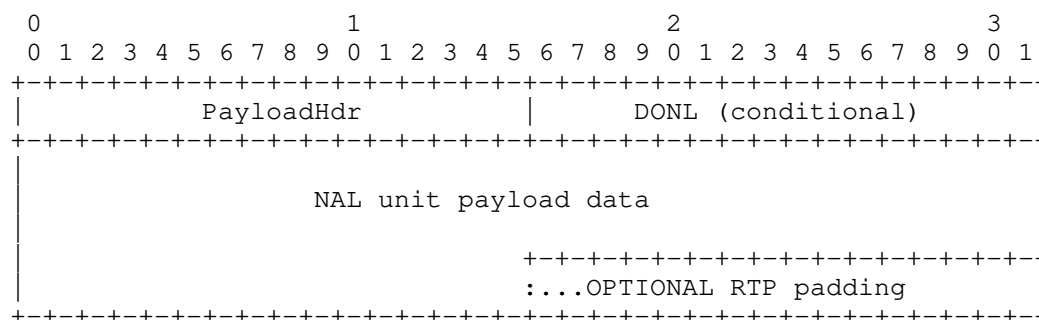 0                   1                   2                   3
 0 1 2 3 4 5 6 7 8 9 0 1 2 3 4 5 6 7 8 9 0 1 2 3 4 5 6 7 8 9 0 1
+-+-+-+-+-+-+-+-+-+-+-+-+-+-+-+-+-+-+-+-+-+-+-+-+-+-+-+-+-+-+-+-
|           PayloadHdr          |      DONL (conditional)
+-+-+-+-+-+-+-+-+-+-+-+-+-+-+-+-+-+-+-+-+-+-+-+-+-+-+-+-+-+-+-+-
|
|                  NAL unit payload data
|
|                               +-+-+-+-+-+-+-+-+-+-+-+-+-+-+-+-
|                               :...OPTIONAL RTP padding
+-+-+-+-+-+-+-+-+-+-+-+-+-+-+-+-+-+-+-+-+-+-+-+-+-+-+-+-+-+-+-+-